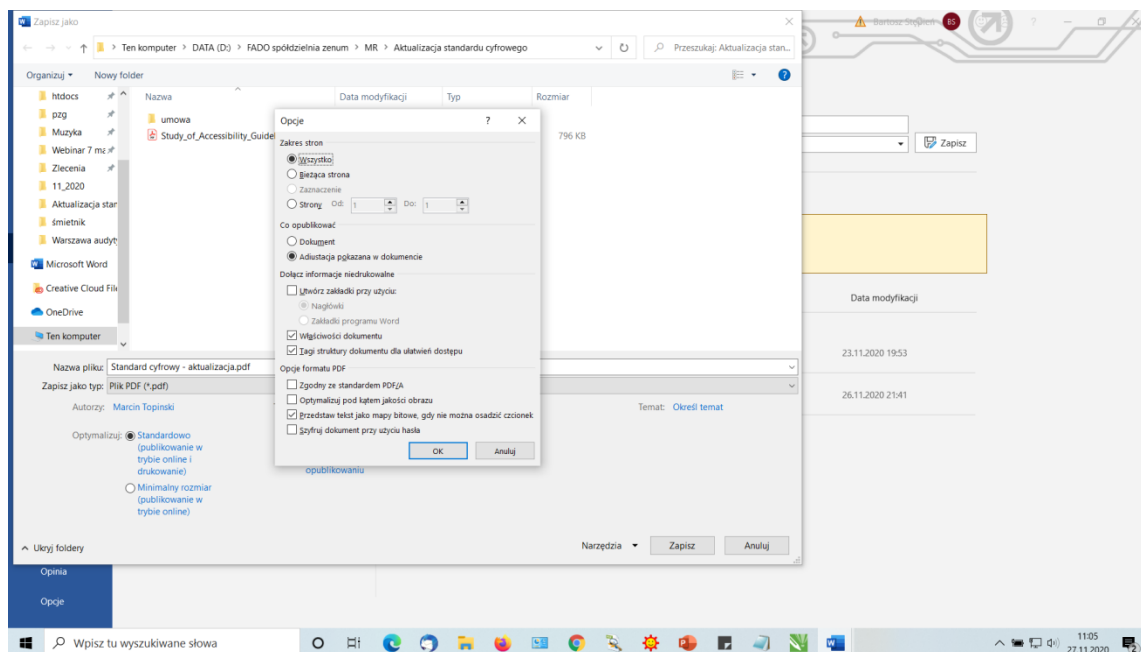 Zapisz jako
Bartosz Stępień BS
Ten komputer > DATA (D:) > FADO spółdzielnia zenum > MR > Aktualizacja standardu cyfrowego
Przeszukaj: Aktualizacja stan...
Organizuj Nowy folder
htdocs
pzg
Muzyka
Webinar 7 ma
Zlecenia
11_2020
Aktualizacja stan
śmietnik
Warszawa audyt
Microsoft Word
Creative Cloud File
OneDrive
Ten komputer
Nazwa Data modyfikacji Typ Rozmiar
umowa
Study_of_Accessibility_Guidel
796 KB
Opcje ? ×
Zakres stron
Wszystko
Bieżąca strona
Zaznaczenie
Strony Od: 1 Do: 1
Co opublikować
Dokument
Adiustacja pokazana w dokumencie
Dołącz informacje niedrukowalne
Utwórz zakładki przy użyciu:
Nagłówki
Zakładki programu Word
Właściwości dokumentu
Tagi struktury dokumentu dla ułatwień dostępu
Opcje formatu PDF
Zgodny ze standardem PDF/A
Optymalizuj pod kątem jakości obrazu
Przedstaw tekst jako mapy bitowe, gdy nie można osadzić czcionek
Szyfruj dokument przy użyciu hasła
OK Anuluj
Zapisz
Data modyfikacji
23.11.2020 19:53
26.11.2020 21:41
Nazwa pliku: Standard cyfrowy - aktualizacja.pdf
Zapisz jako typ: Plik PDF (*.pdf)
Autorzy: Marcin Topinski
Temat: Określ temat
Optymalizuj: Standardowo
(publikowanie w
trybie online i
drukowanie)
Minimalny rozmiar
(publikowanie w
trybie online)
opublikowaniu
Ukryj foldery
Narzędzia Zapisz Anuluj
Opinia
Opcje
Wpisz tu wyszukiwane słowa
11:05
27.11.2020